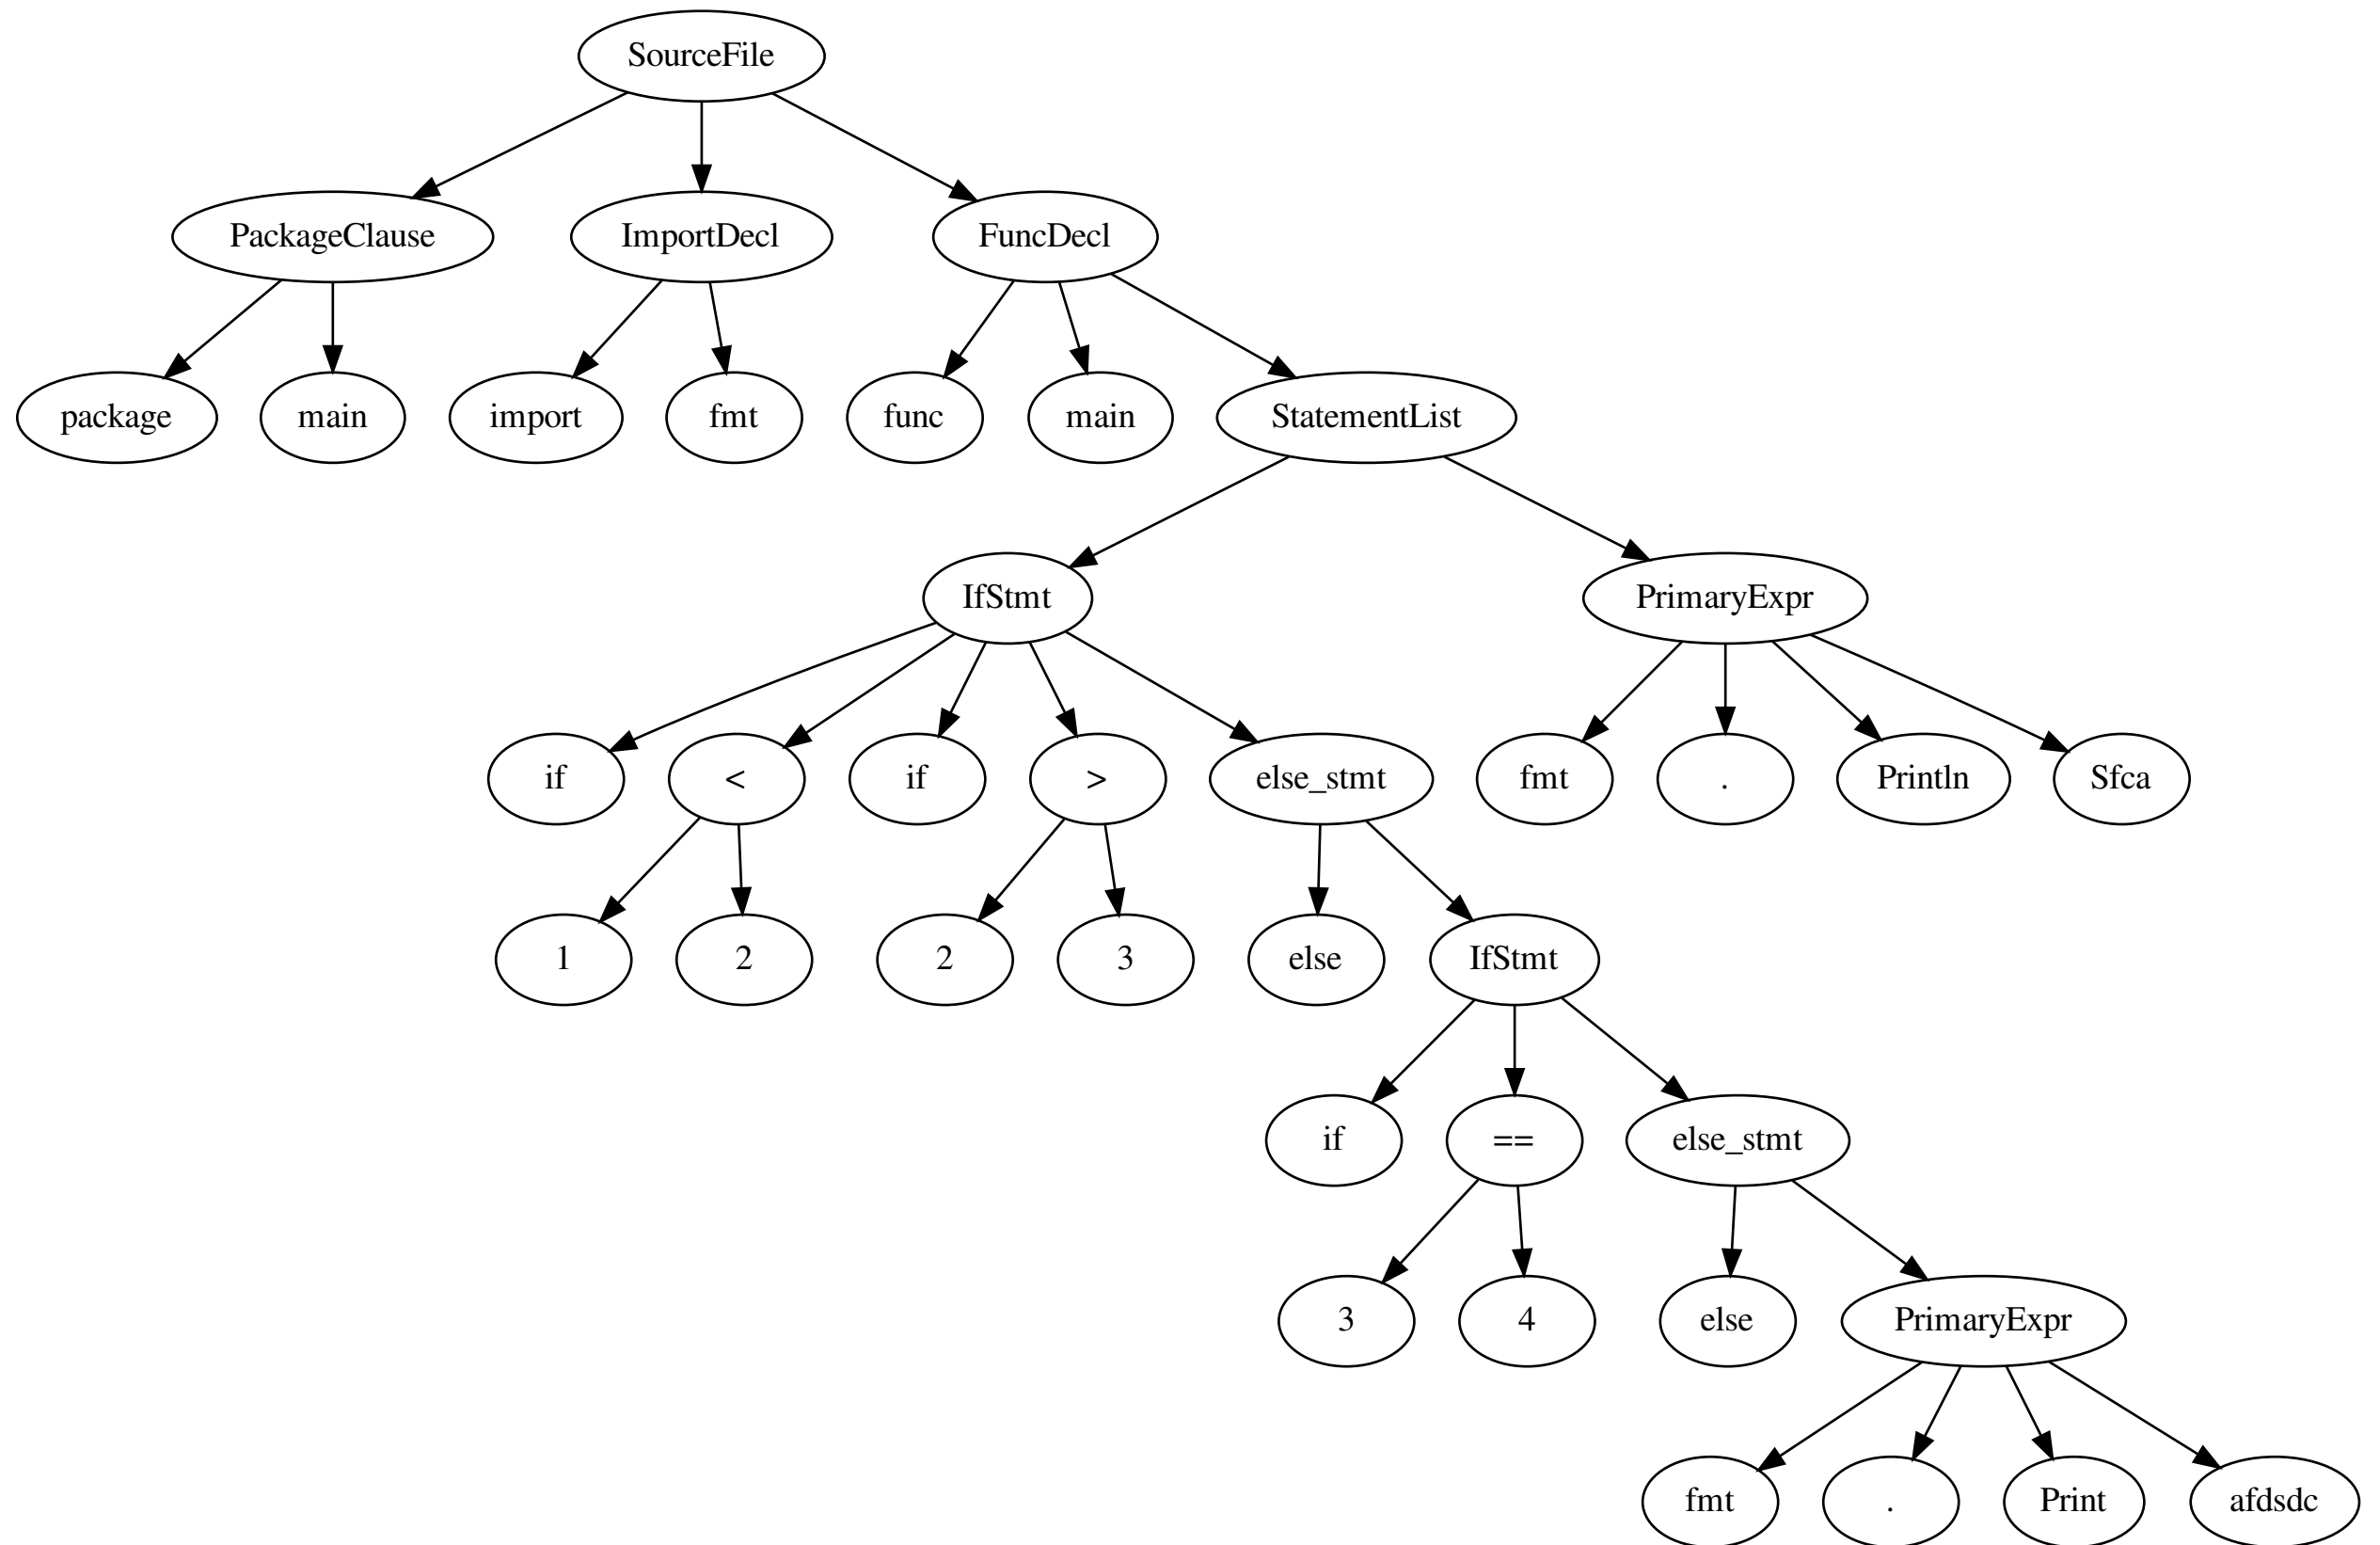 SourceFile
PackageClause
ImportDecl
FuncDecl
package
main
import
fmt
func
main
StatementList
IfStmt
PrimaryExpr
if
<
if
>
else_stmt
fmt
.
Println
Sfca
1
2
2
3
else
IfStmt
if
==
else_stmt
3
4
else
PrimaryExpr
fmt
.
Print
afdsdc